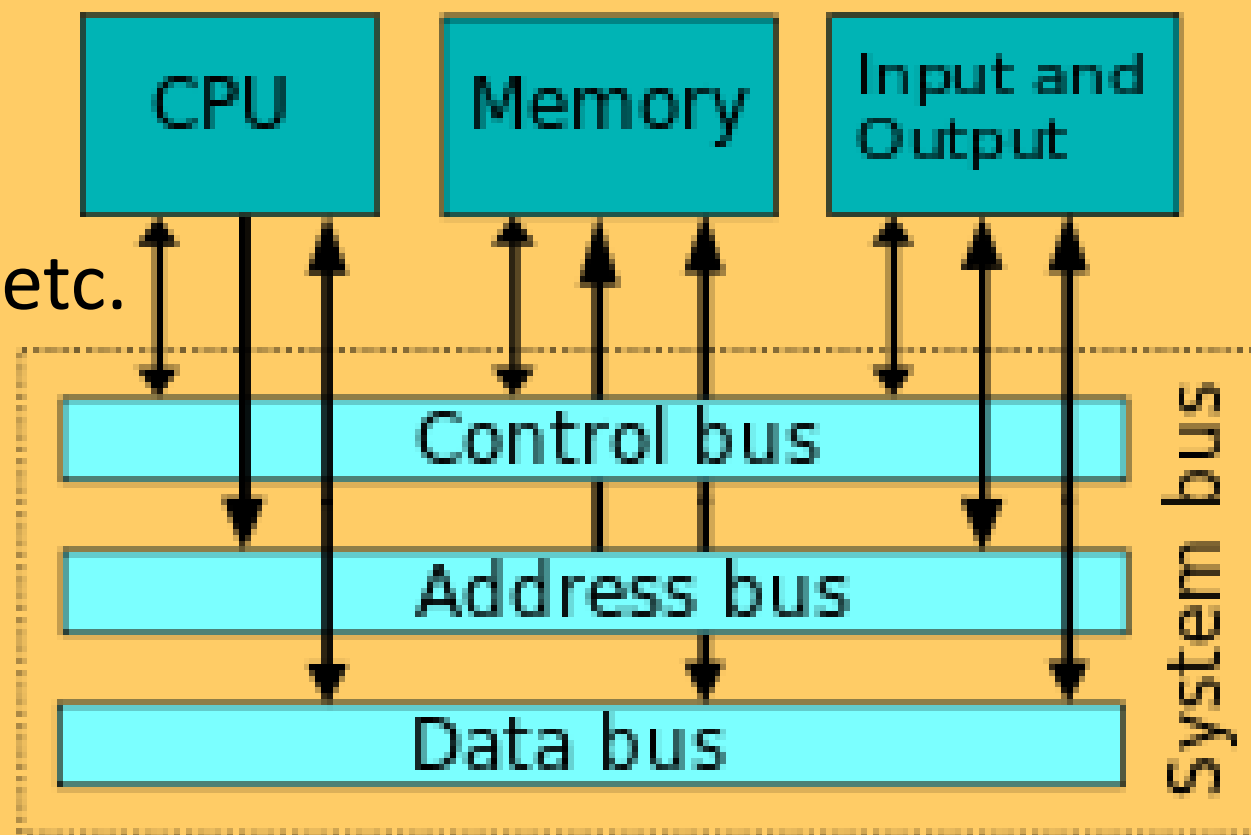 CPU
Memory
Input and
Output
etc.
Control bus
Address bus
Data bus
System bus